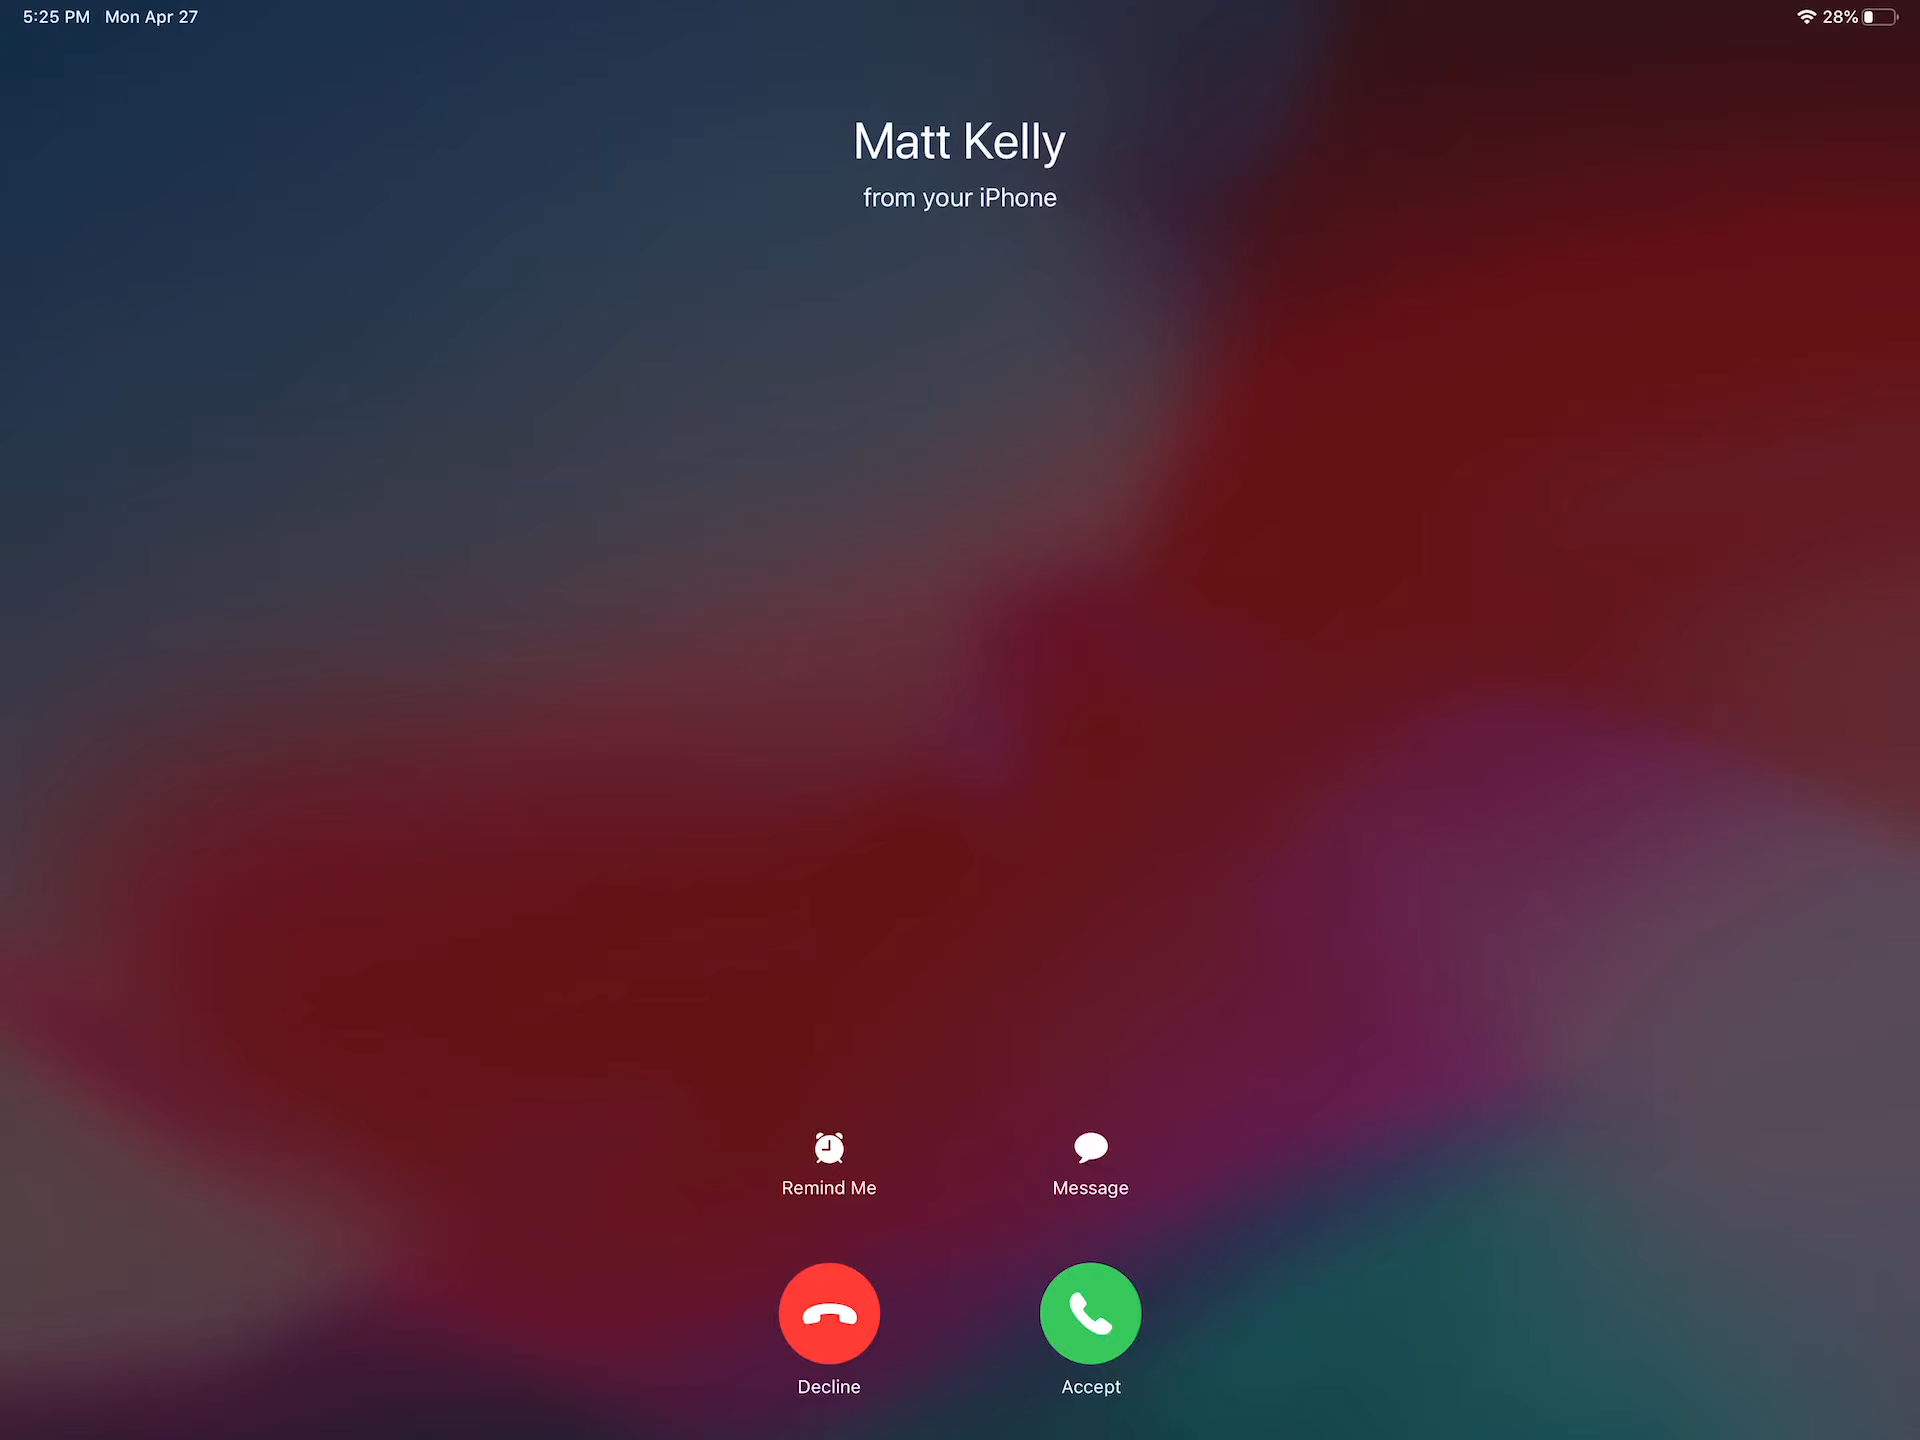 5:25 PM Mon Apr 27
28%
Matt Kelly
from your iPhone
Remind Me
Message
Decline
Accept